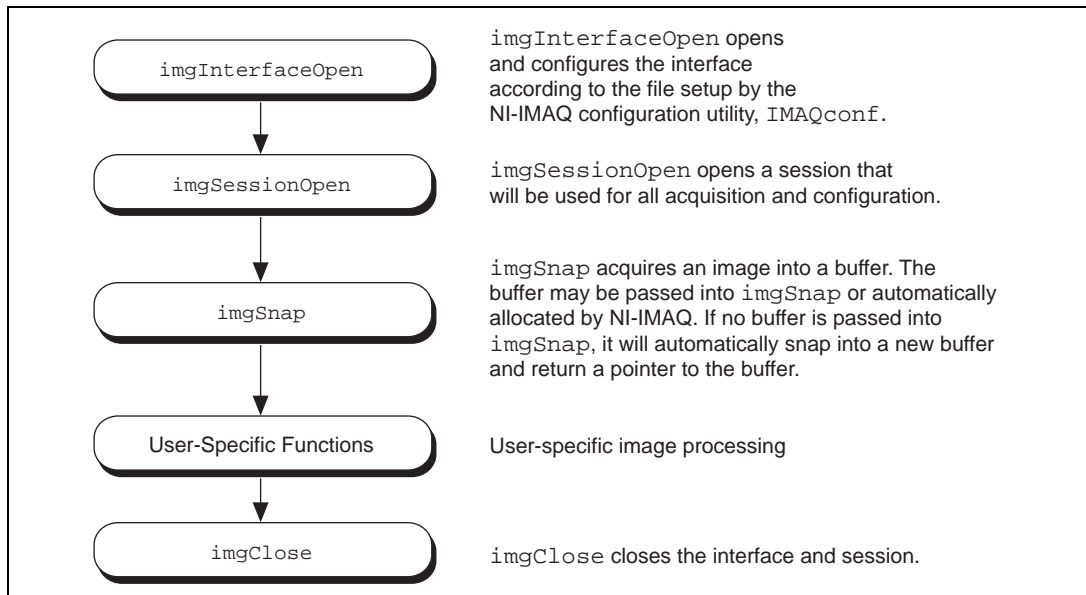 imgInterfaceOpen
imgInterfaceOpen opens
and configures the interface
according to the file setup by the
NI-IMAQ configuration utility, IMAQconf.
imgSessionOpen
imgSessionOpen opens a session that
will be used for all acquisition and configuration.
imgSnap
imgSnap acquires an image into a buffer. The
buffer may be passed into imgSnap or automatically
allocated by NI-IMAQ. If no buffer is passed into
imgSnap, it will automatically snap into a new buffer
and return a pointer to the buffer.
User-Specific Functions
User-specific image processing
imgClose
imgClose closes the interface and session.